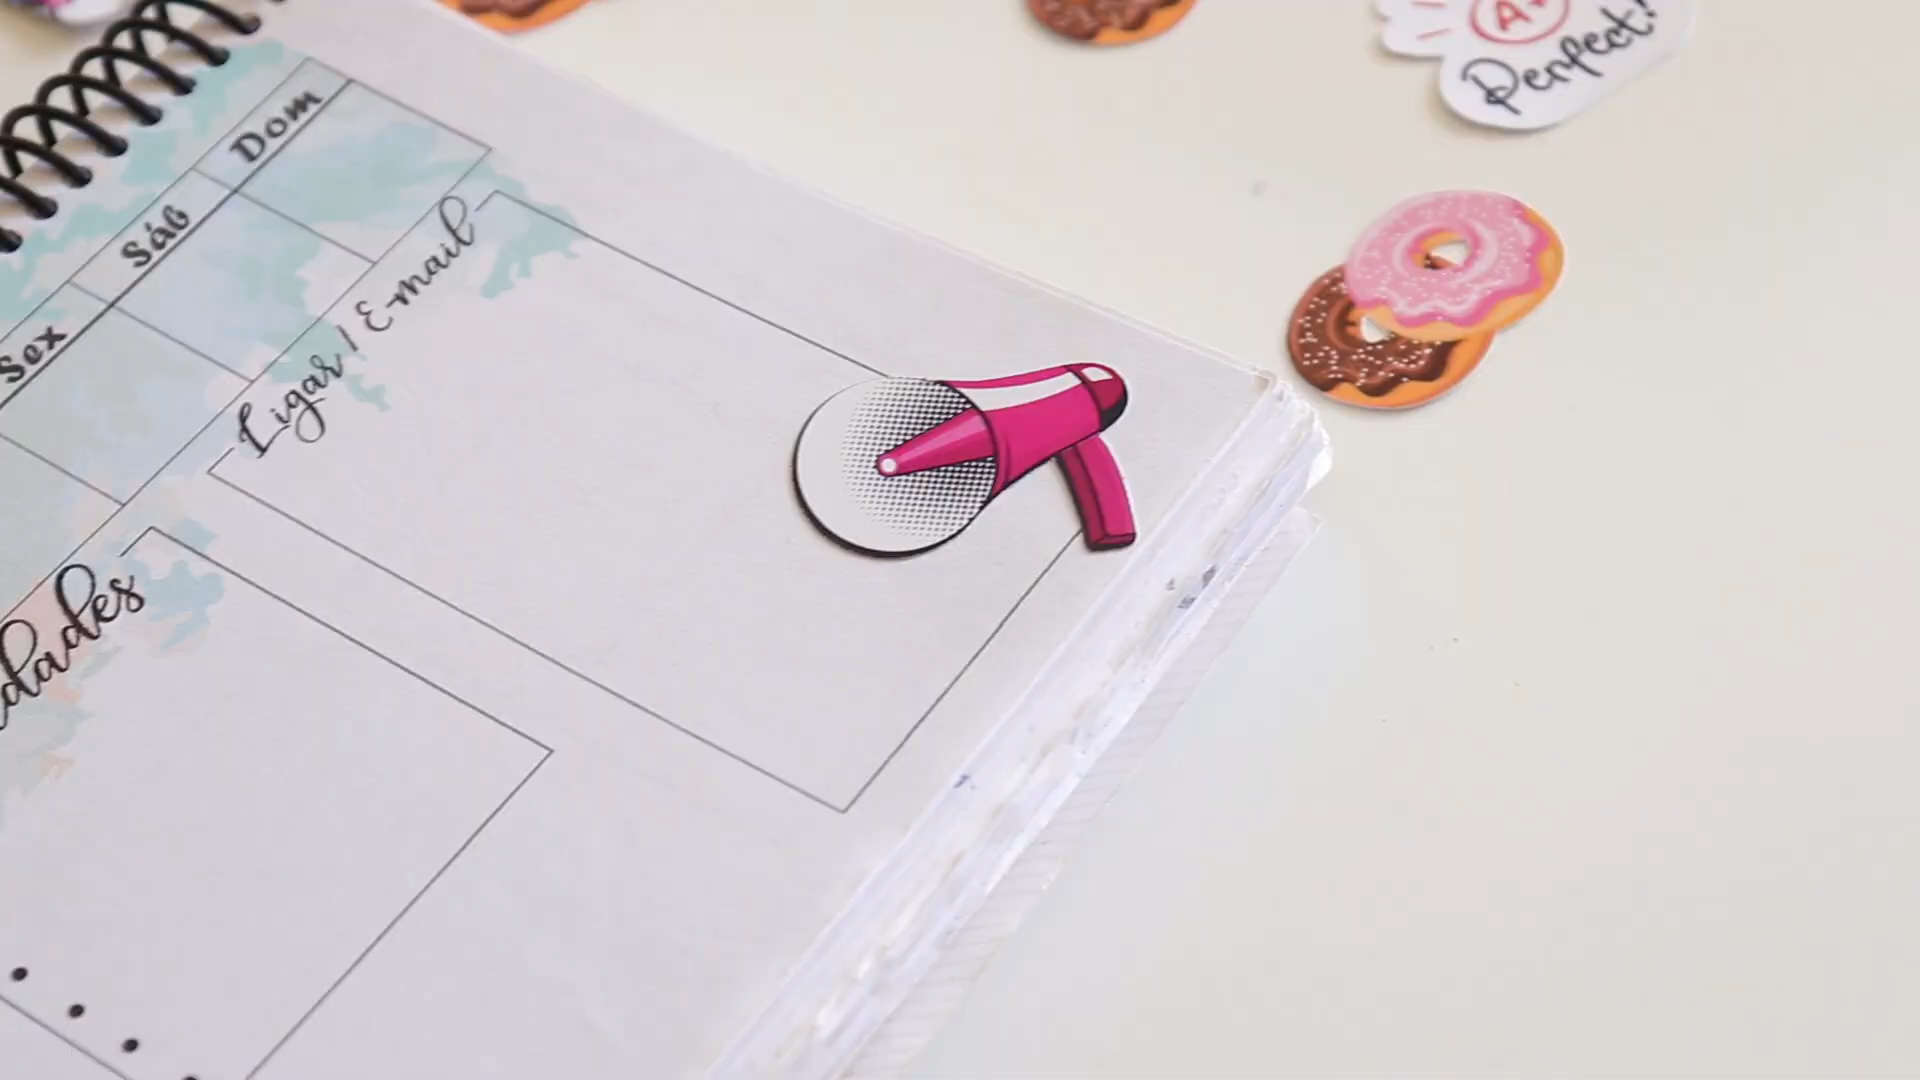 Sex
Sáb
Dom
Ligar / E-mail
dades
A+
Perfect!